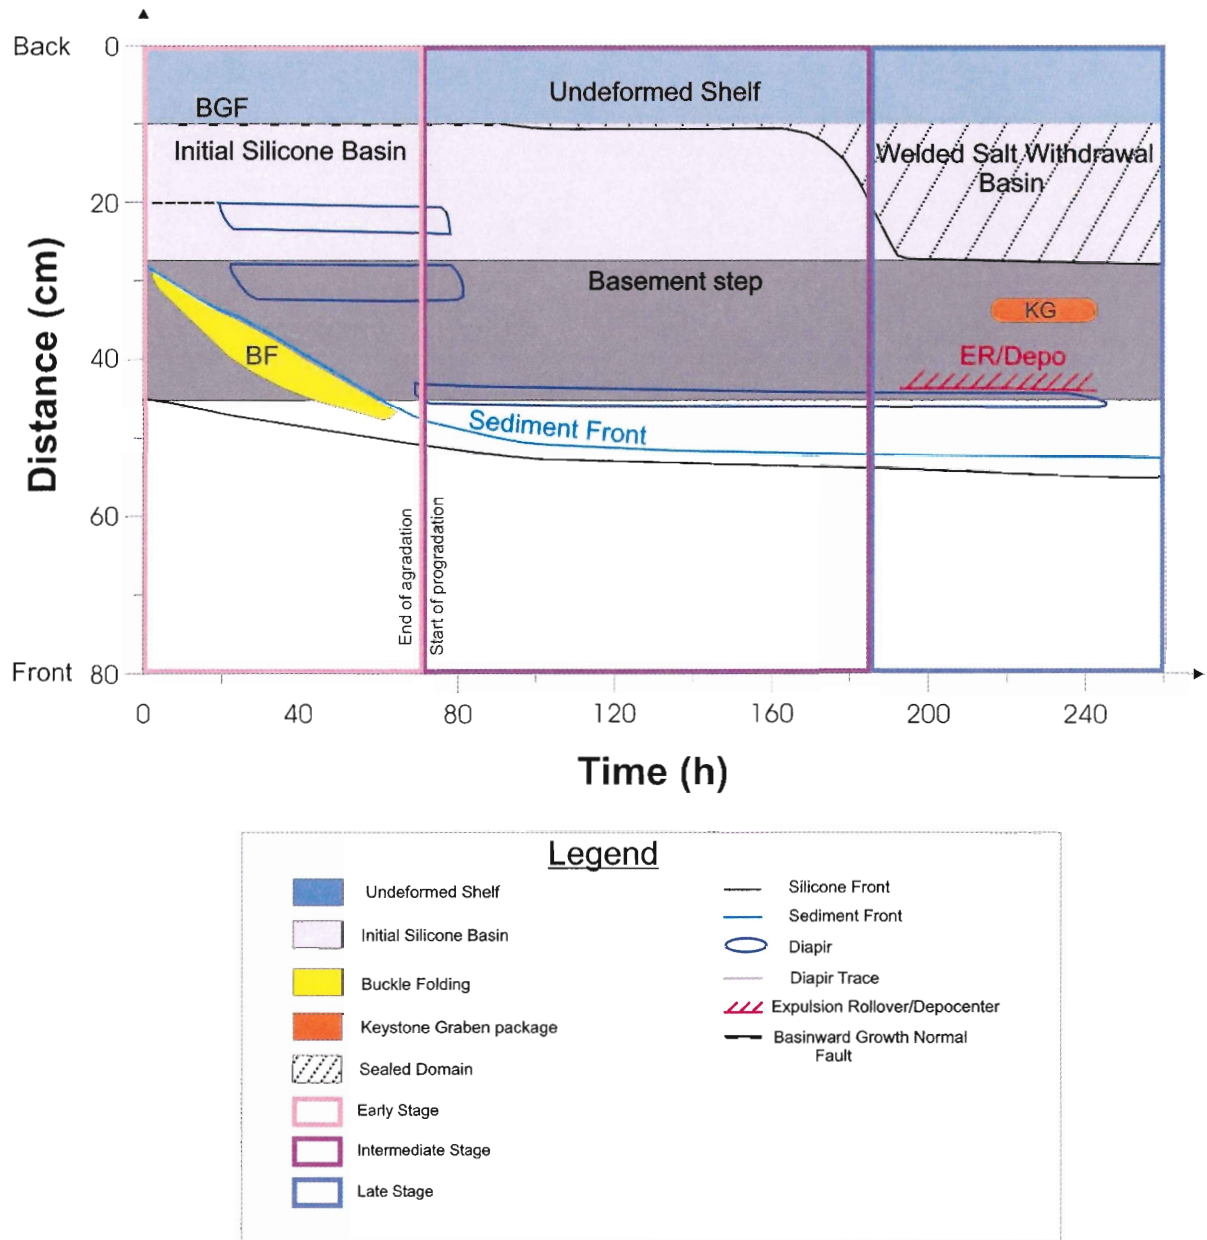 Back 0
Undeformed Shelf
BGF
Initial Silicone Basin
Welded Salt Withdrawal
Basin
20
Basement step
KG
BF
ER/Depo
40
Sediment Front
Distance (cm)
60
End of agradation
Start of progradation
Front 80
0 40 80 120 160 200 240
Time (h)
Legend
Undeformed Shelf
Initial Silicone Basin
Buckle Folding
Keystone Graben package
Sealed Domain
Early Stage
Intermediate Stage
Late Stage
Silicone Front
Sediment Front
Diapir
Diapir Trace
Expulsion Rollover/Depocenter
Basinward Growth Normal
Fault